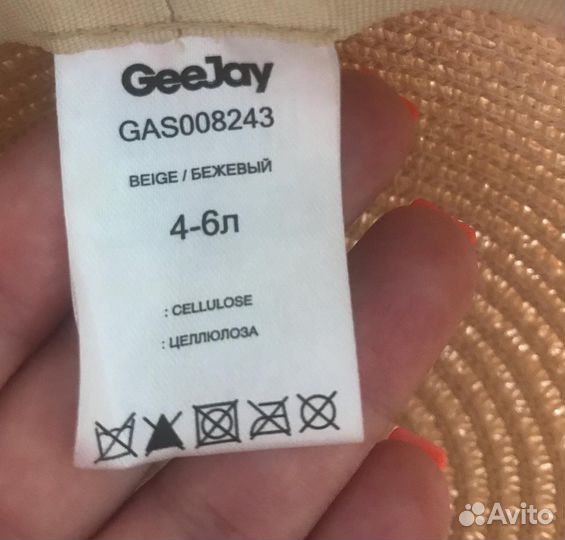 GeeJay
GAS008243
BEIGE / БЕЖЕВЫЙ
4-6л
: CELLULOSE
: ЦЕЛЛЮЛОЗА
Avito